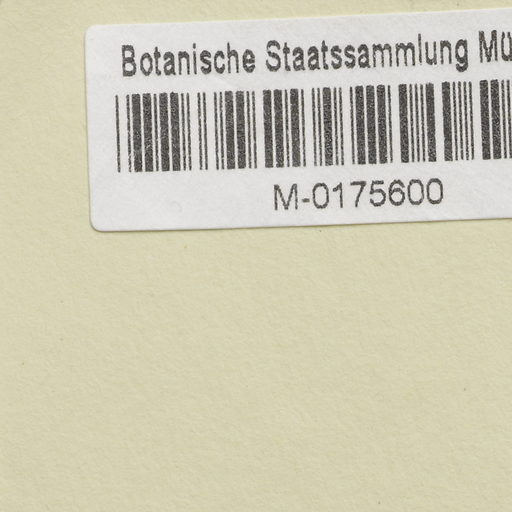 Botanische Staatssammlung Mü
M-0175600